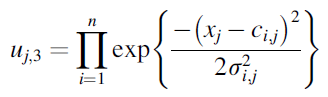 u_{j,3} = \prod_{i=1}^{n} \exp\left\{ \frac{-\left(x_j - c_{i,j}\right)^2}{2\sigma_{i,j}^2} \right\}